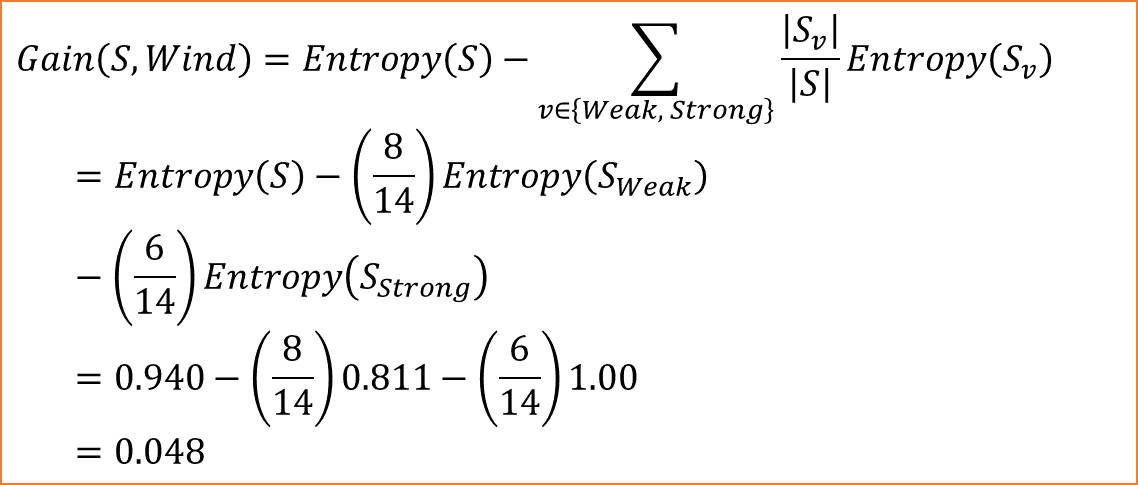 Gain(S, Wind) = Entropy(S) − ∑_{v∈{Weak, Strong}} |S_v|/|S| Entropy(S_v)
= Entropy(S) − (8/14) Entropy(S_Weak)
− (6/14) Entropy(S_Strong)
= 0.940 − (8/14) 0.811 − (6/14) 1.00
= 0.048